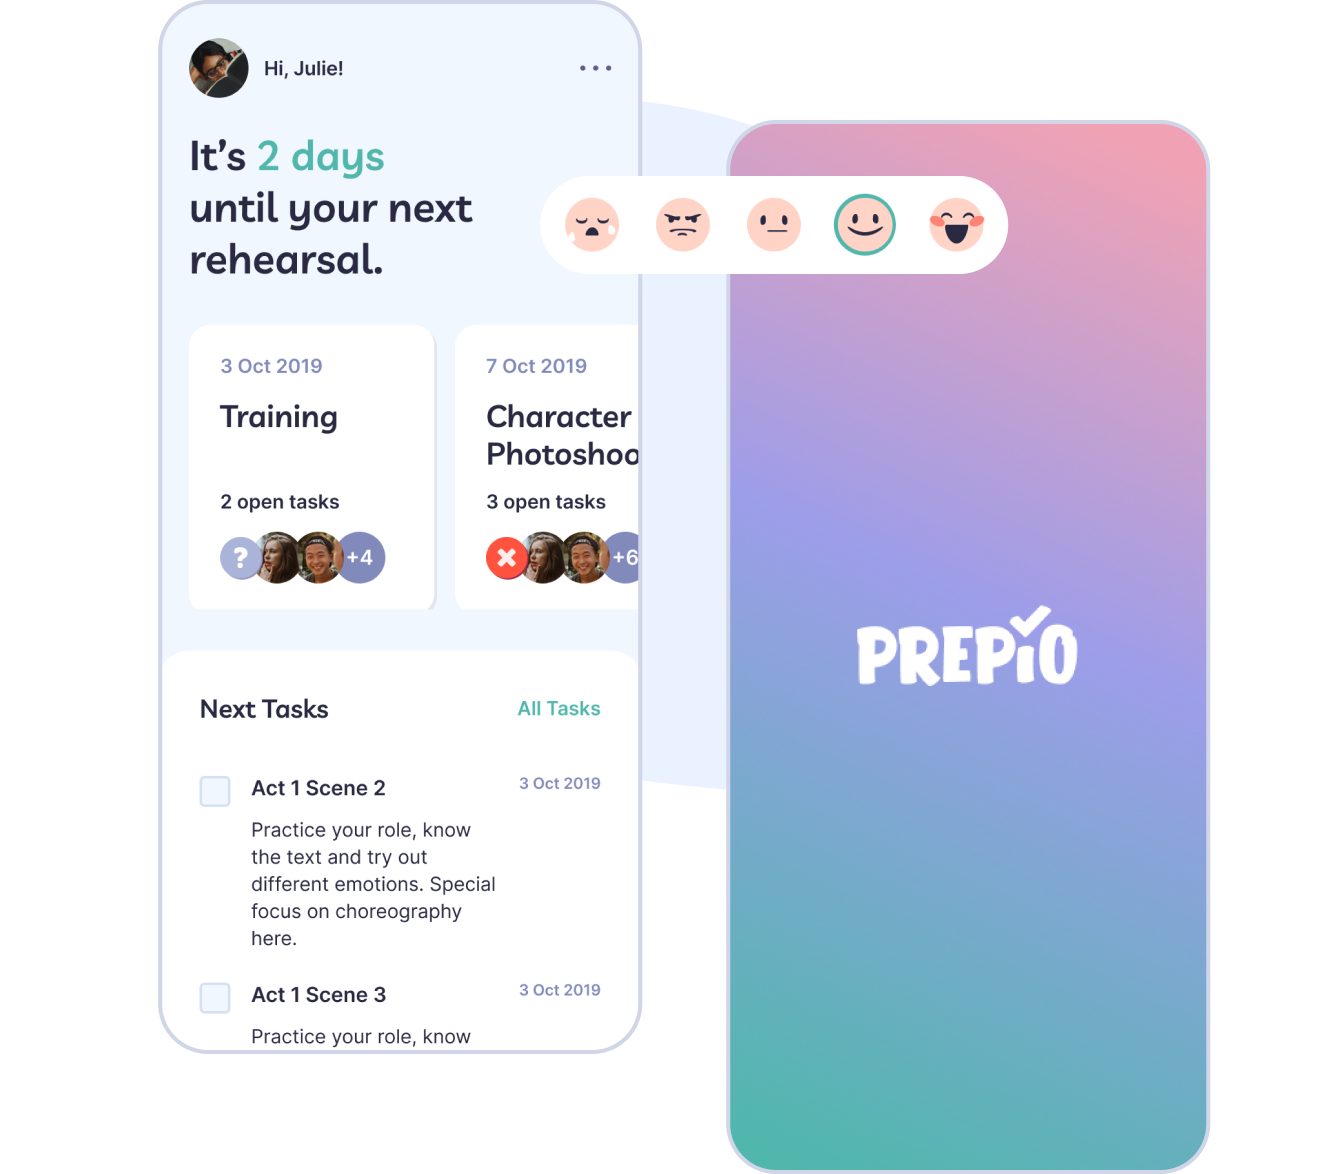 Hi, Julie!
It’s 2 days
until your next
rehearsal.
3 Oct 2019
Training
2 open tasks
?
+4
7 Oct 2019
Character
Photoshoo
3 open tasks
+6
Next Tasks
All Tasks
Act 1 Scene 2
3 Oct 2019
Practice your role, know
the text and try out
different emotions. Special
focus on choreography
here.
Act 1 Scene 3
3 Oct 2019
Practice your role, know
PREPiO